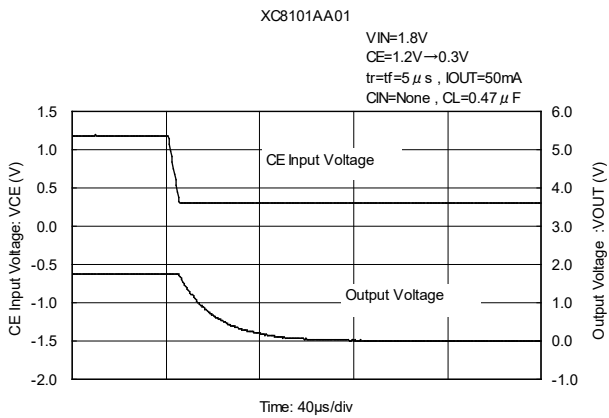 XC8101AA01
VIN=1.8V
CE=1.2V→0.3V
tr=tf=5μs , IOUT=50mA
CIN=None , CL=0.47μF
CE Input Voltage: VCE (V)
1.5
1.0
0.5
0.0
-0.5
-1.0
-1.5
-2.0
CE Input Voltage
Output Voltage
6.0
5.0
4.0
3.0
2.0
1.0
0.0
-1.0
Output Voltage :VOUT (V)
Time: 40μs/div